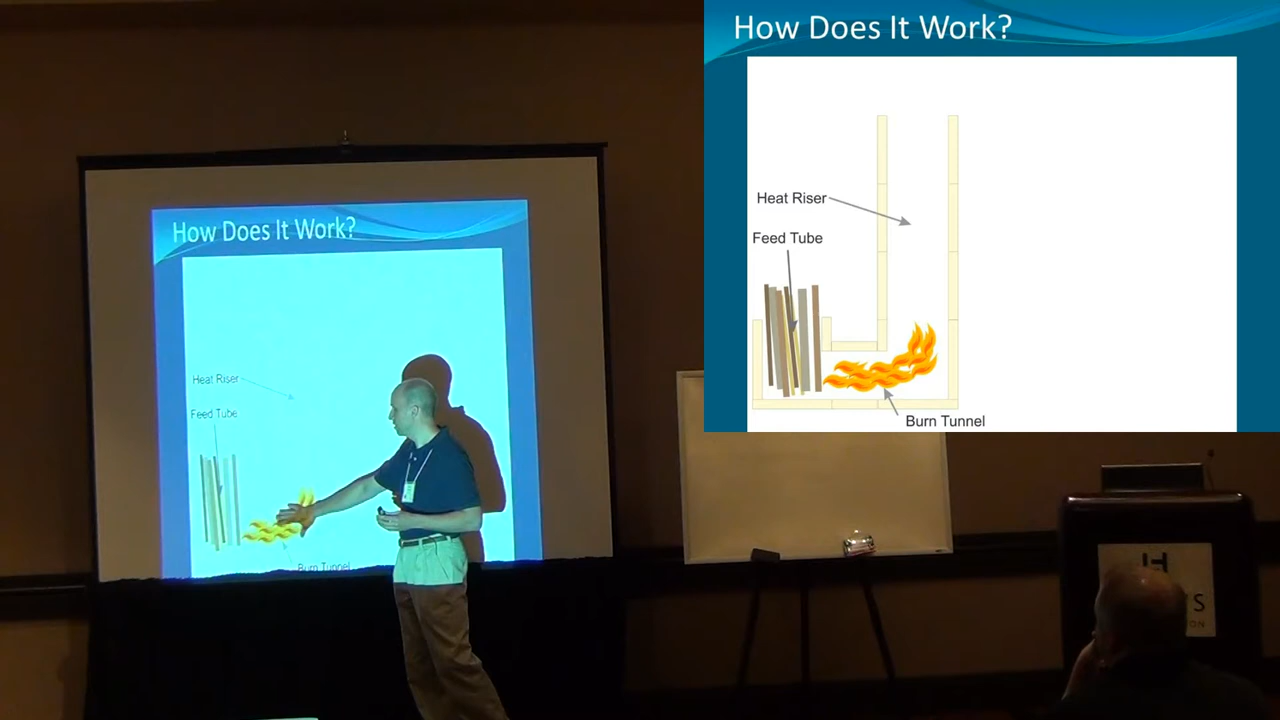 How Does It Work?
Heat Riser
Feed Tube
Burn Tunnel
How Does It Work?
Heat Riser
Feed Tube
Burn Tunnel
H